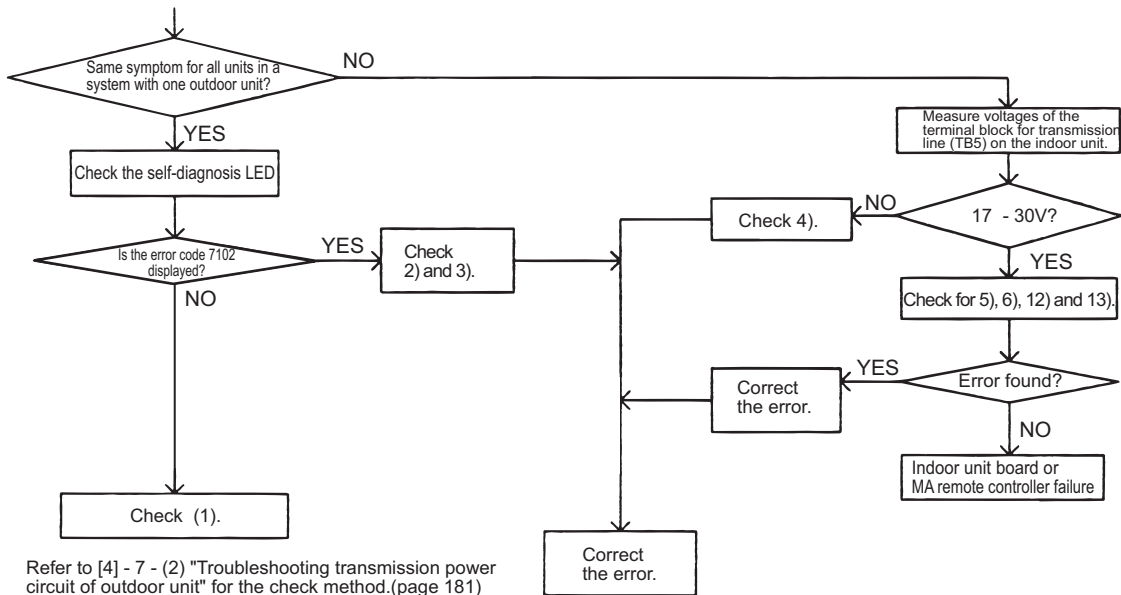 Same symptom for all units in a
system with one outdoor unit?
NO
YES
Check the self-diagnosis LED
Is the error code 7102
displayed?
YES
NO
Check
2) and 3).
Check (1).
Refer to [4] - 7 - (2) "Troubleshooting transmission power
circuit of outdoor unit" for the check method.(page 181)
Measure voltages of the
terminal block for transmission
line (TB5) on the indoor unit.
17 - 30V?
NO
Check 4).
YES
Check for 5), 6), 12) and 13).
Error found?
YES
Correct
the error.
NO
Indoor unit board or
MA remote controller failure
Correct
the error.